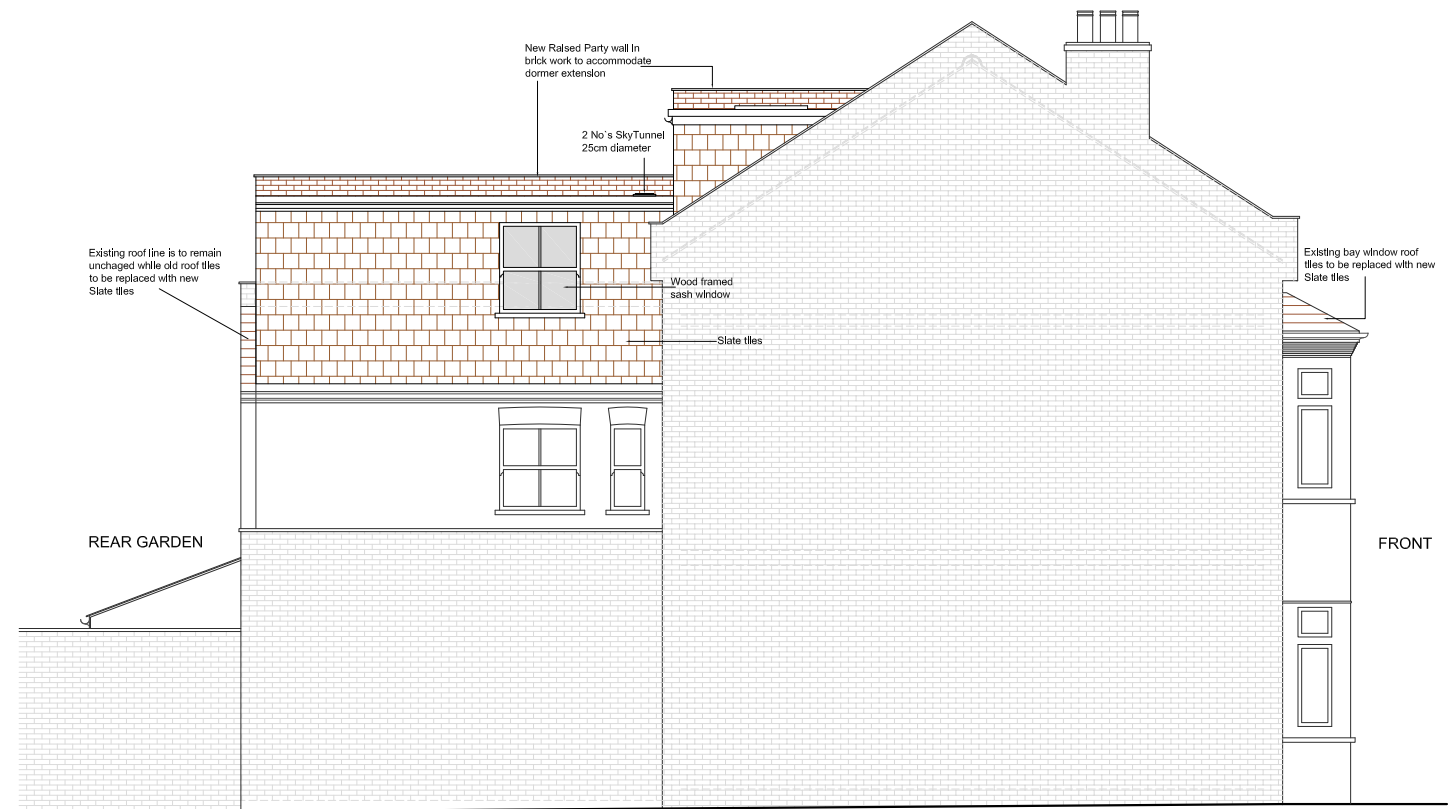 New Raised Party wall in
brick work to accommodate
dormer extension
2 No's SkyTunnel
25cm diameter
Existing roof line is to remain
unchaged while old roof tiles
to be replaced with new
Slate tiles
Wood framed
sash window
Slate tiles
Existing bay window roof
tiles to be replaced with new
Slate tiles
REAR GARDEN
FRONT